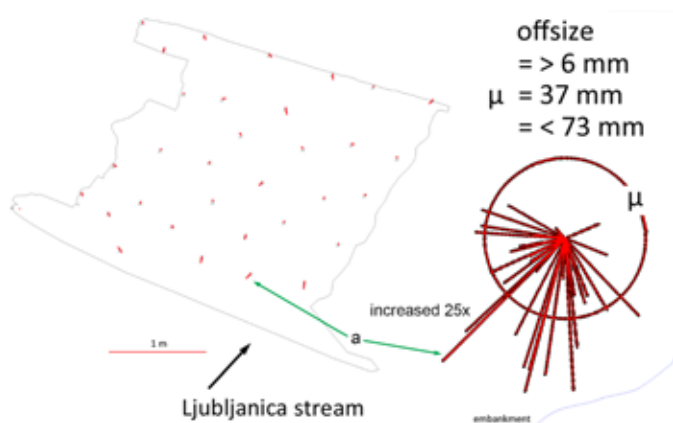 offsize
= > 6 mm
μ = 37 mm
= < 73 mm
μ
increased 25x
a
1 m
Ljubljanica stream
embankment